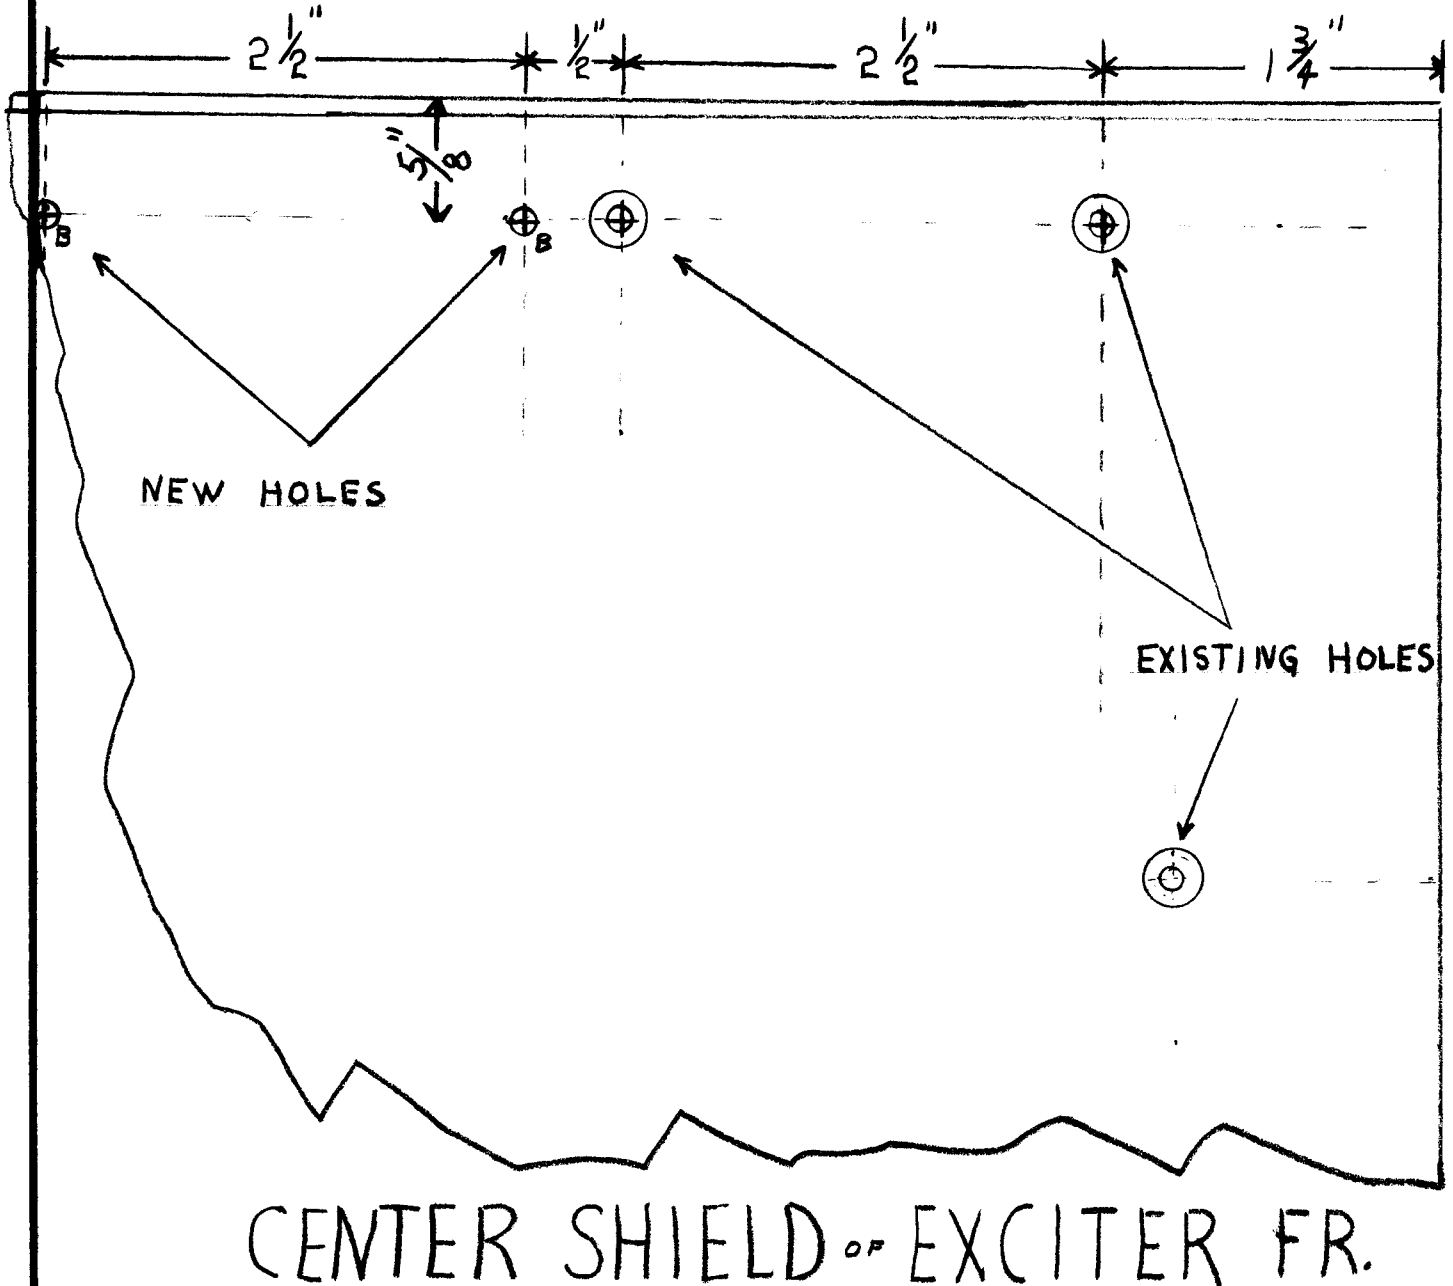 2 1/2" 1/2" 2 1/2" 1 3/4"
5/8"
B B
NEW HOLES
EXISTING HOLES
CENTER SHIELD OF EXCITER FR.